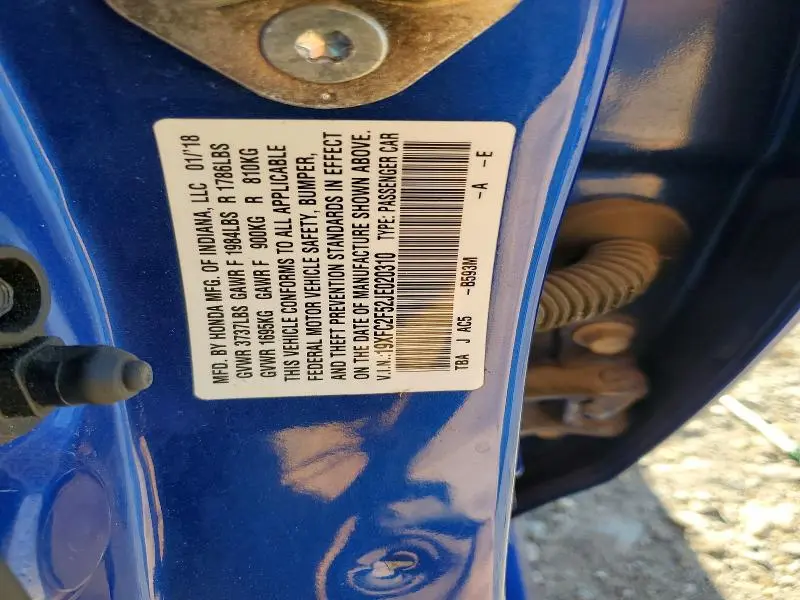 MFD. BY HONDA MFG. OF INDIANA, LLC 01/'18
GVWR 3737LBS GAWR F 1984LBS R 1786LBS
GVWR 1695KG GAWR F 900KG R 810KG
THIS VEHICLE CONFORMS TO ALL APPLICABLE
FEDERAL MOTOR VEHICLE SAFETY, BUMPER,
AND THEFT PREVENTION STANDARDS IN EFFECT
ON THE DATE OF MANUFACTURE SHOWN ABOVE.
V.I.N.: 19XFC2F52JE020310 TYPE: PASSENGER CAR
TBA J AC5 -B593M -A -E